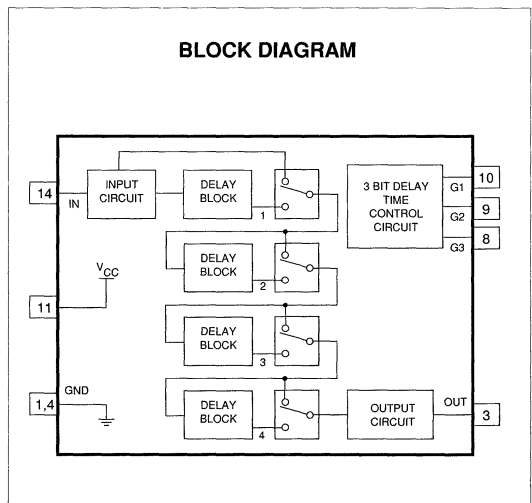 BLOCK DIAGRAM
14
IN
INPUT
CIRCUIT
DELAY
BLOCK
1
3 BIT DELAY
TIME
CONTROL
CIRCUIT
G1
10
G2
9
G3
8
DELAY
BLOCK
2
VCC
11
DELAY
BLOCK
3
GND
1,4
DELAY
BLOCK
4
OUTPUT
CIRCUIT
OUT
3